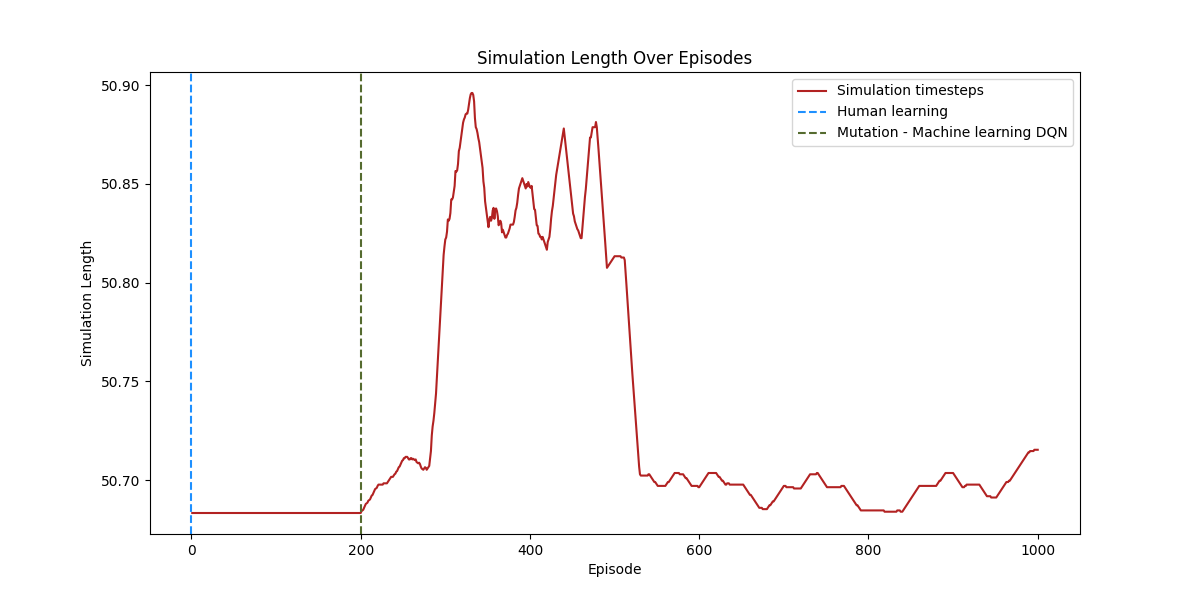 Simulation Length Over Episodes
Simulation timesteps
Human learning
Mutation - Machine learning DQN
Simulation Length
50.90
50.85
50.80
50.75
50.70
0 200 400 600 800 1000
Episode